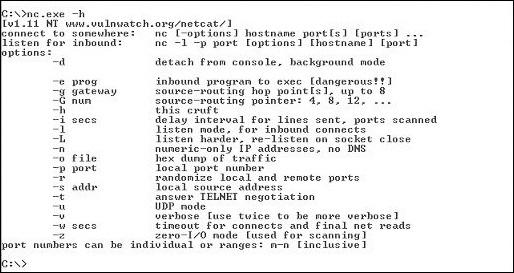 C:\>nc.exe -h
[v1.11 NT www.vulnwatch.org/netcat/]
connect to somewhere:   nc [-options] hostname port[s] [ports] ...
listen for inbound:     nc -l -p port [options] [hostname] [port]
options:
-d              detach from console, background mode
-e prog         inbound program to exec [dangerous!!]
-g gateway      source-routing hop point[s], up to 8
-G num          source-routing pointer: 4, 8, 12, ...
-h              this cruft
-i secs         delay interval for lines sent, ports scanned
-l              listen mode, for inbound connects
-L              listen harder, re-listen on socket close
-n              numeric-only IP addresses, no DNS
-o file         hex dump of traffic
-p port         local port number
-r              randomize local and remote ports
-s addr         local source address
-t              answer TELNET negotiation
-u              UDP mode
-v              verbose [use twice to be more verbose]
-w secs         timeout for connects and final net reads
-z              zero-I/O mode [used for scanning]
port numbers can be individual or ranges: m-n [inclusive]
C:\>